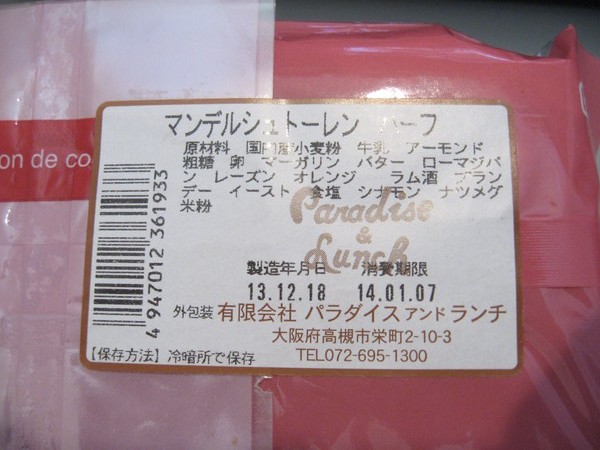 マンデルシュトーレン ハーフ
原材料 国内産小麦粉 牛乳 アーモンド
粗糖 卵 マーガリン バター ローマジパ
ン レーズン オレンジ ラム酒 ブラン
デー イースト 食塩 シナモン ナツメグ
米粉
Paradise
&
Lunch
製造年月日 消費期限
13.12.18 14.01.07
外包装 有限会社 パラダイス アンド ランチ
大阪府高槻市栄町2-10-3
TEL072-695-1300
【保存方法】冷暗所で保存
4 947012 361933
on de co